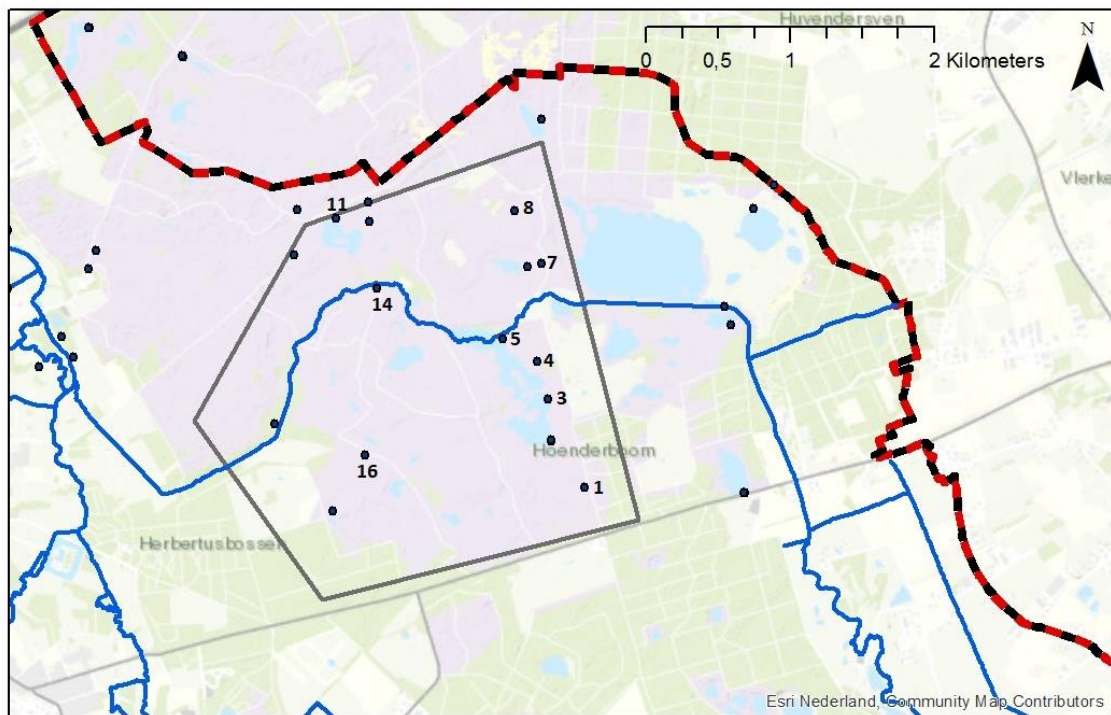 Huvendersven
N
0 0,5 1 2 Kilometers
Vlerke
11
8
7
14
5
4
3
Hoenderboom
16
1
Herbertusbossen
Esri Nederland, Community Map Contributors